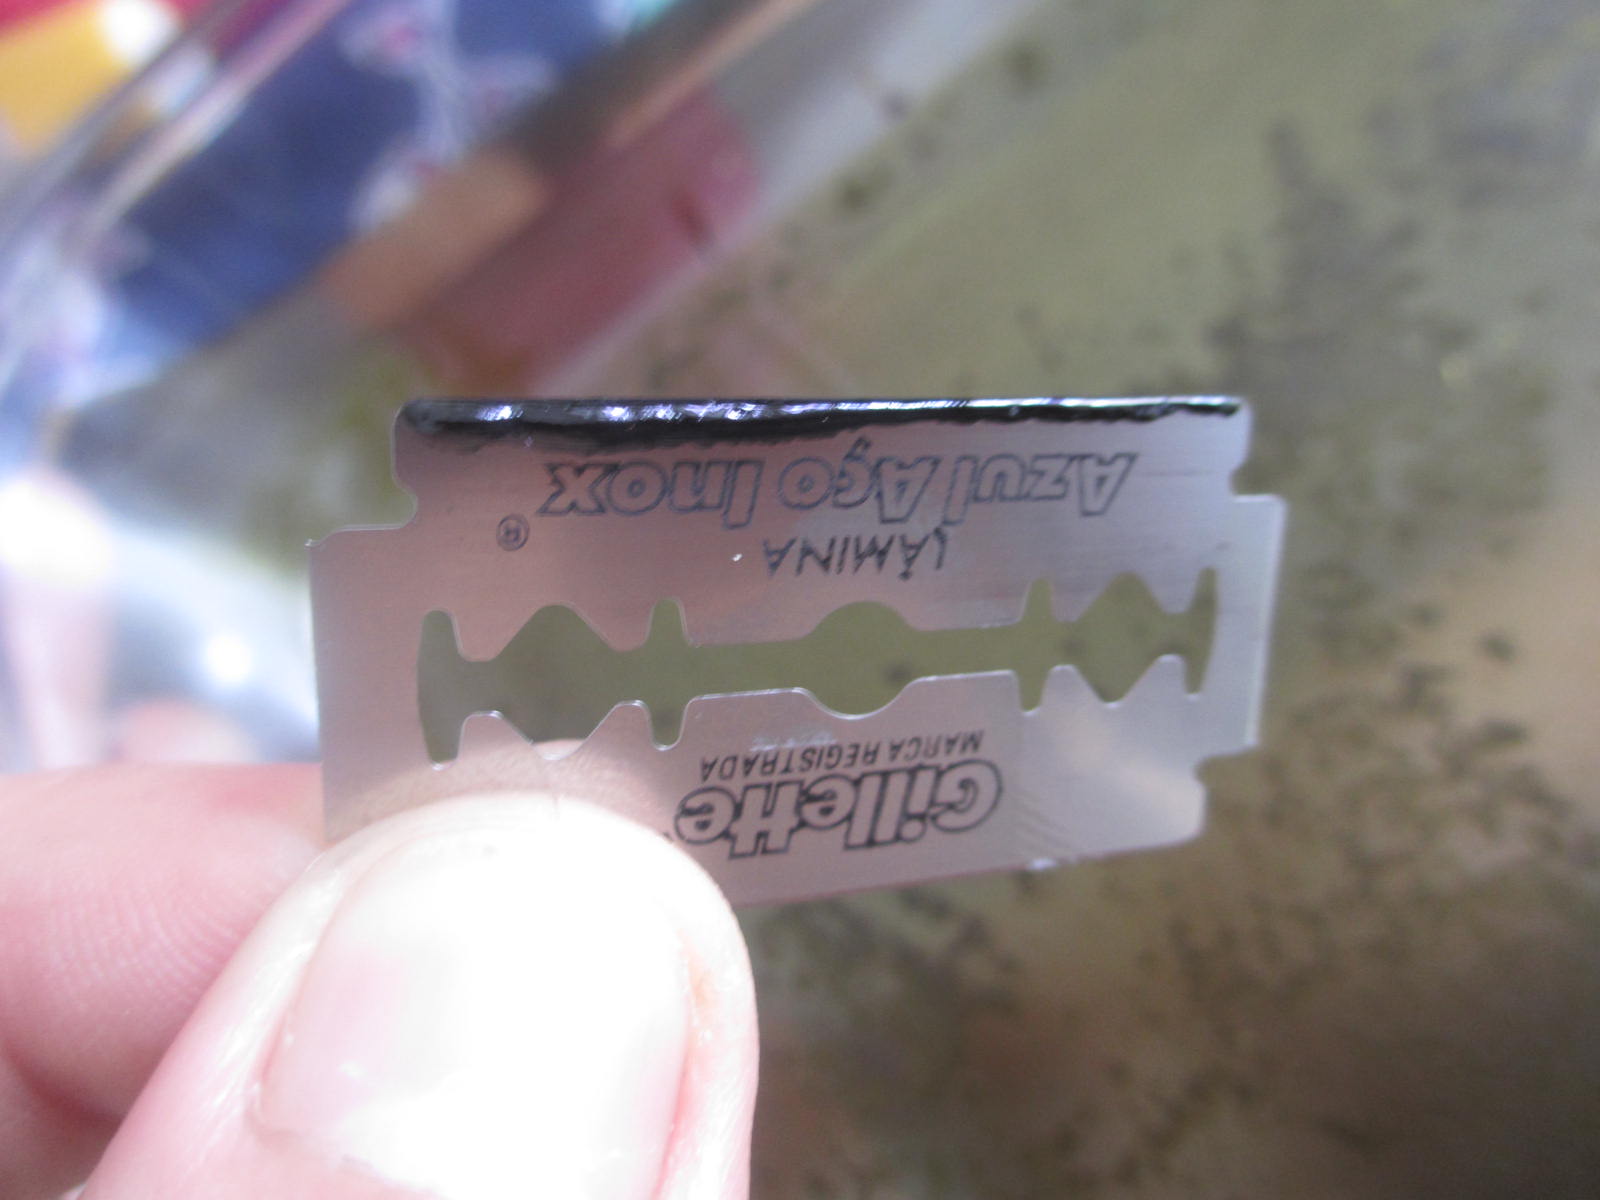 Gillette
MARCA REGISTRADA
LÂMINA
®
Azul Aço Inox